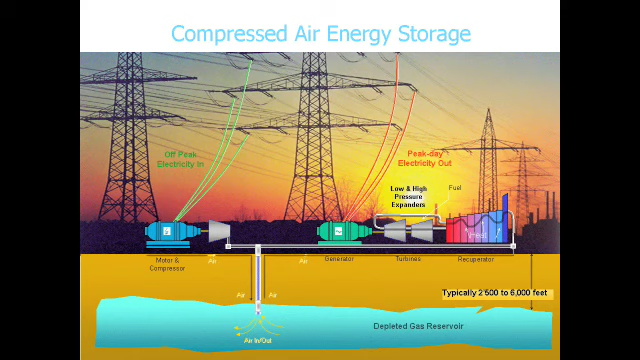 Compressed Air Energy Storage
Off Peak
Electricity In
Peak-day
Electricity Out
Low & High
Pressure
Expanders
Fuel
Motor &
Compressor
Air
Air
Generator
Turbines
Recuperator
Air
Air
Typically 2'500 to 6,000 feet
Depleted Gas Reservoir
Air In/Out